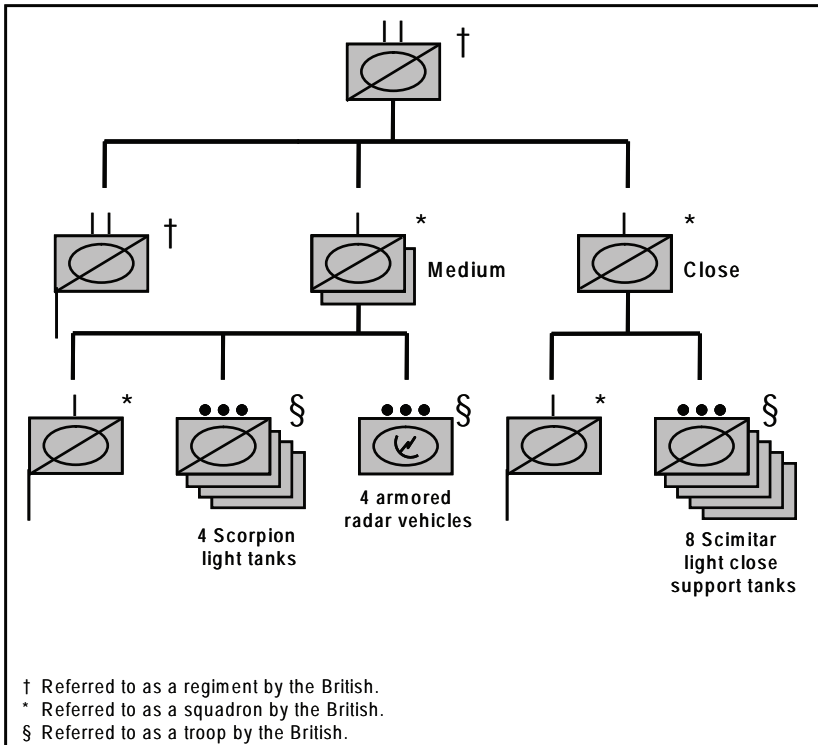 †
† * Medium * Close
* § § * §
4 Scorpion
light tanks
4 armored
radar vehicles
8 Scimitar
light close
support tanks
† Referred to as a regiment by the British.
* Referred to as a squadron by the British.
§ Referred to as a troop by the British.